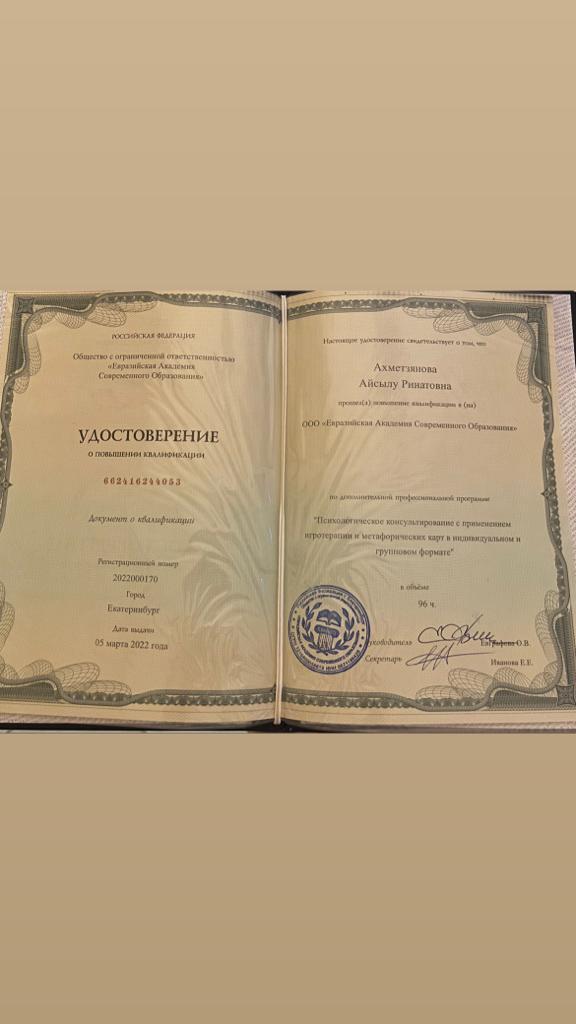 РОССИЙСКАЯ ФЕДЕРАЦИЯ
Общество с ограниченной ответственностью
«Евразийская Академия
Современного Образования»
УДОСТОВЕРЕНИЕ
О ПОВЫШЕНИИ КВАЛИФИКАЦИИ
662416244053
Документ о квалификации
Регистрационный номер
2022000170
Город
Екатеринбург
Дата выдачи
05 марта 2022 года
Настоящее удостоверение свидетельствует о том, что
Ахметзянова
Айсылу Ринатовна
прошел(а) повышение квалификации в (на)
ООО «Евразийская Академия Современного Образования»
по дополнительной профессиональной программе
"Психологическое консультирование с применением
игротерапии и метафорических карт в индивидуальном и
групповом формате"
в объёме
96 ч.
Руководитель Евграфова О.В.
Секретарь Иванова Е.Е.